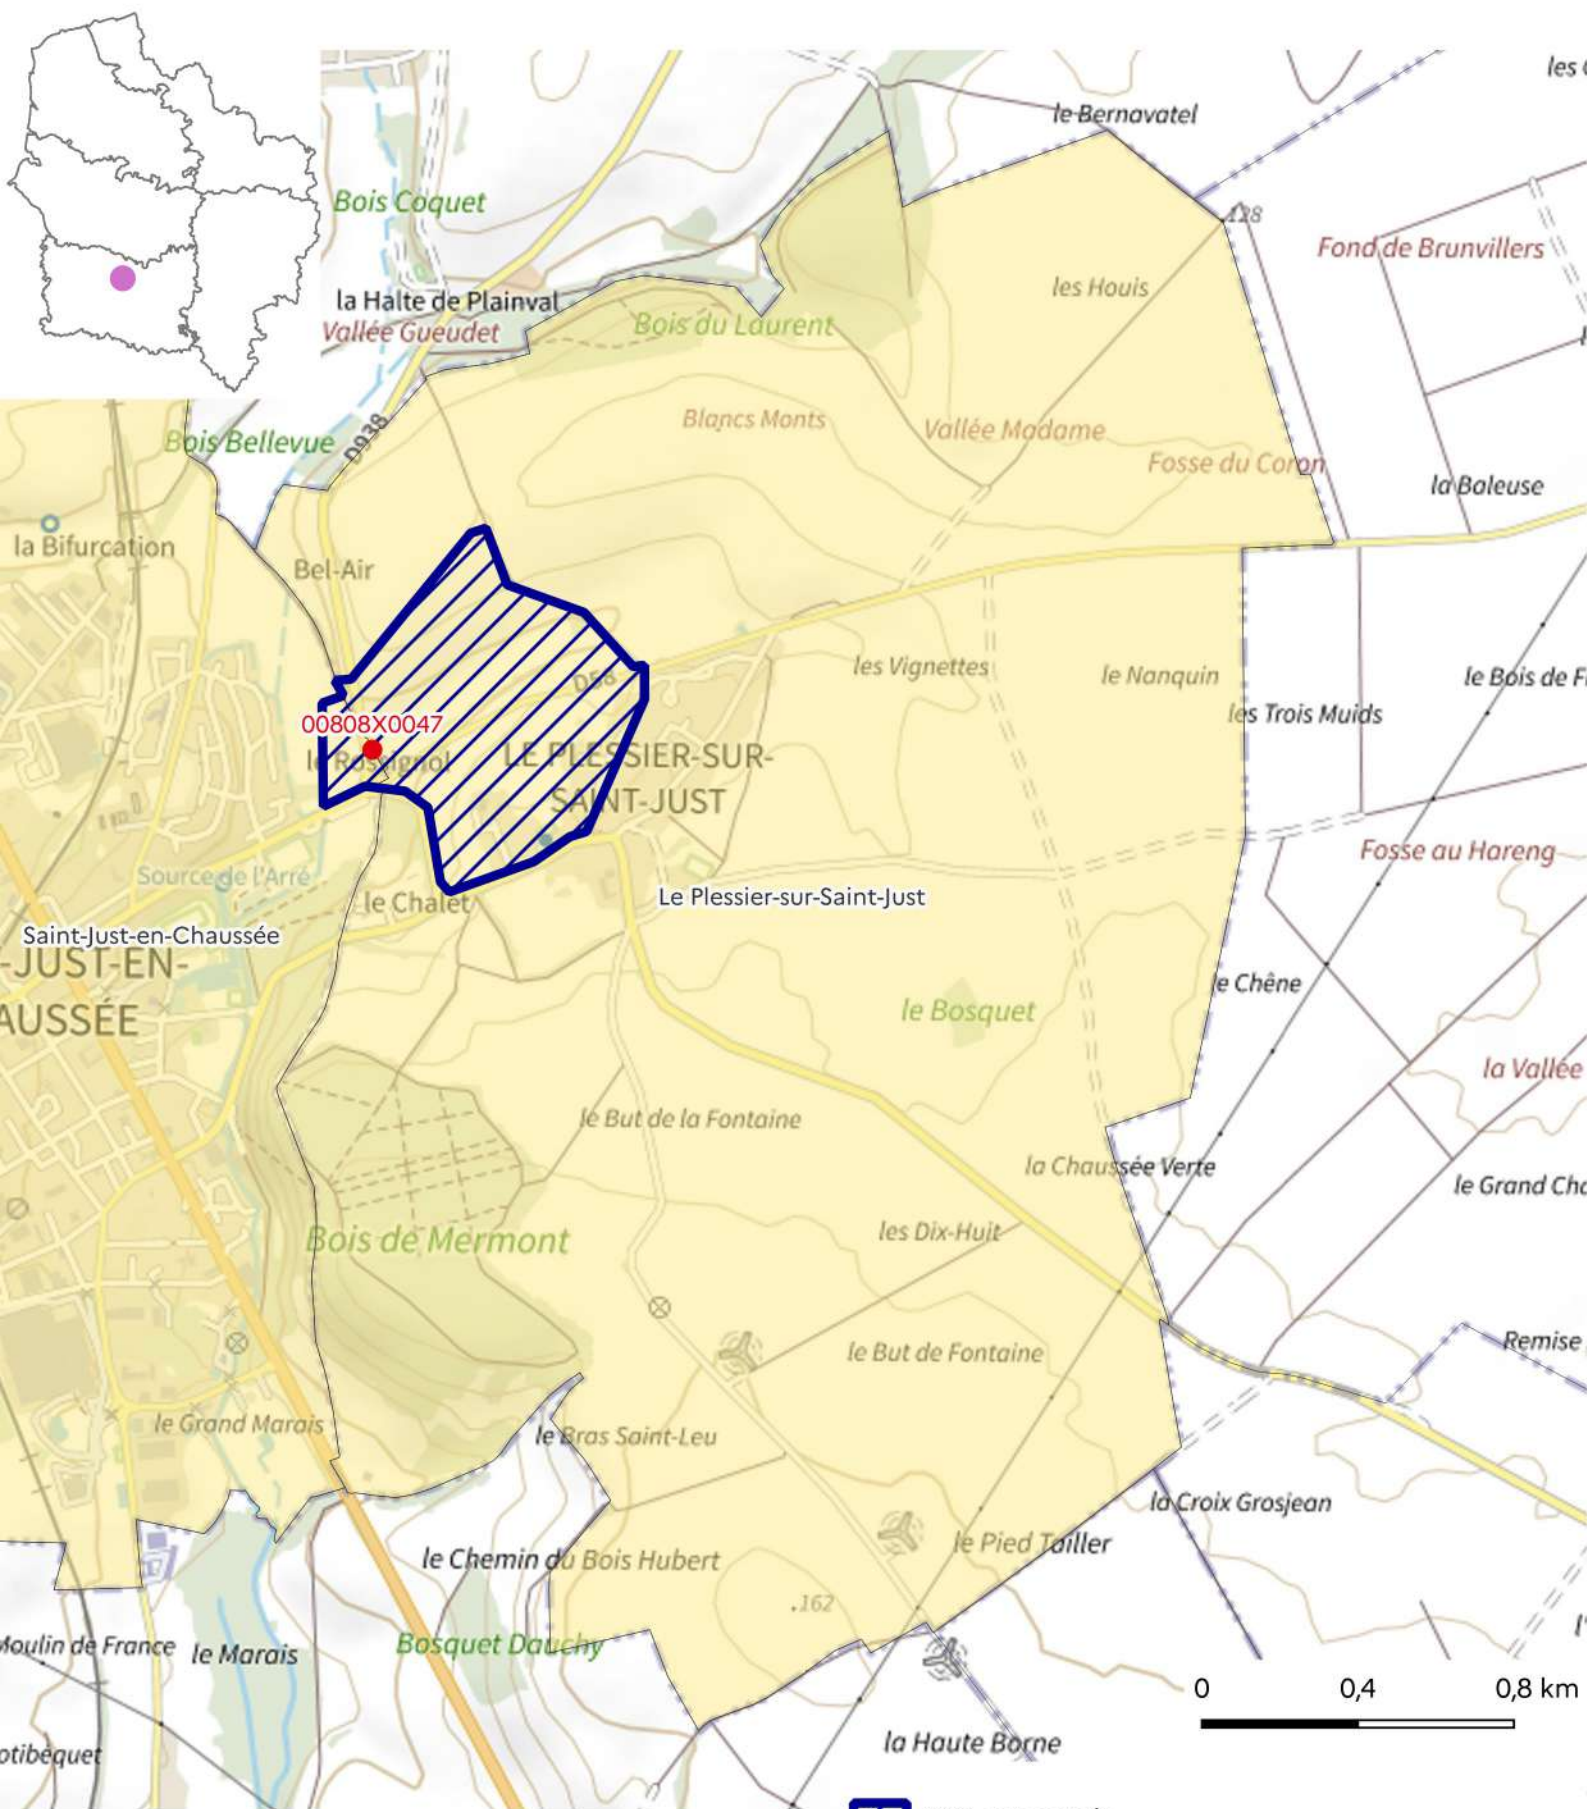 le Bernavatel
Bois Coquet
128
Fond de Brunvillers
les Houis
la Halte de Plainval
Vallée Gueudet
Bois du Laurent
Blancs Monts
Vallée Madame
Bois Bellevue
D938
Fosse du Coron
la Baleuse
la Bifurcation
Bel-Air
les Vignettes
le Nanquin
le Bois de
D58
les Trois Muids
00808X0047
le Rossignol
LE PLESSIER-SUR-
SAINT-JUST
Fosse au Hareng
Source de l'Arré
le Chalet
Le Plessier-sur-Saint-Just
Saint-Just-en-Chaussée
-JUST-EN-
AUSSÉE
le Chêne
le Bosquet
la Vallée
le But de la Fontaine
la Chaussée Verte
le Grand
les Dix-Huit
Bois de Mermont
le But de Fontaine
Remise
le Grand Marais
le Bras Saint-Leu
la Croix Grosjean
le Pied Tailler
le Chemin du Bois Hubert
.162
Moulin de France
le Marais
Bosquet Dauchy
0 0,4 0,8 km
la Haute Borne
otibéquet